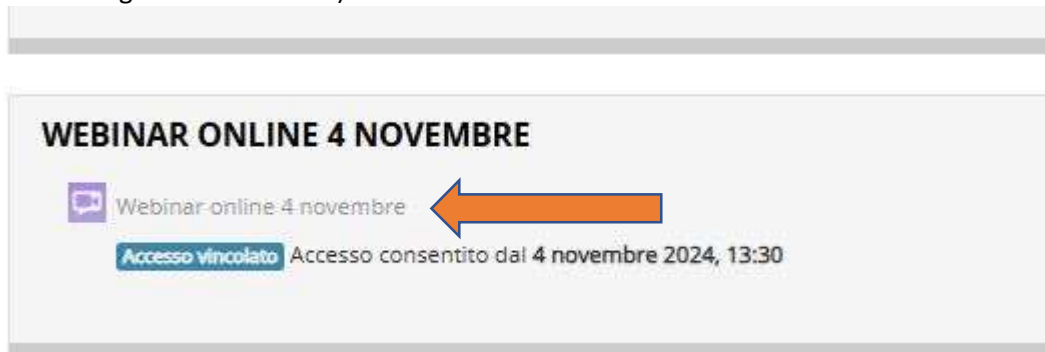 WEBINAR ONLINE 4 NOVEMBRE
Webinar online 4 novembre
Accesso vincolato Accesso consentito dal 4 novembre 2024, 13:30